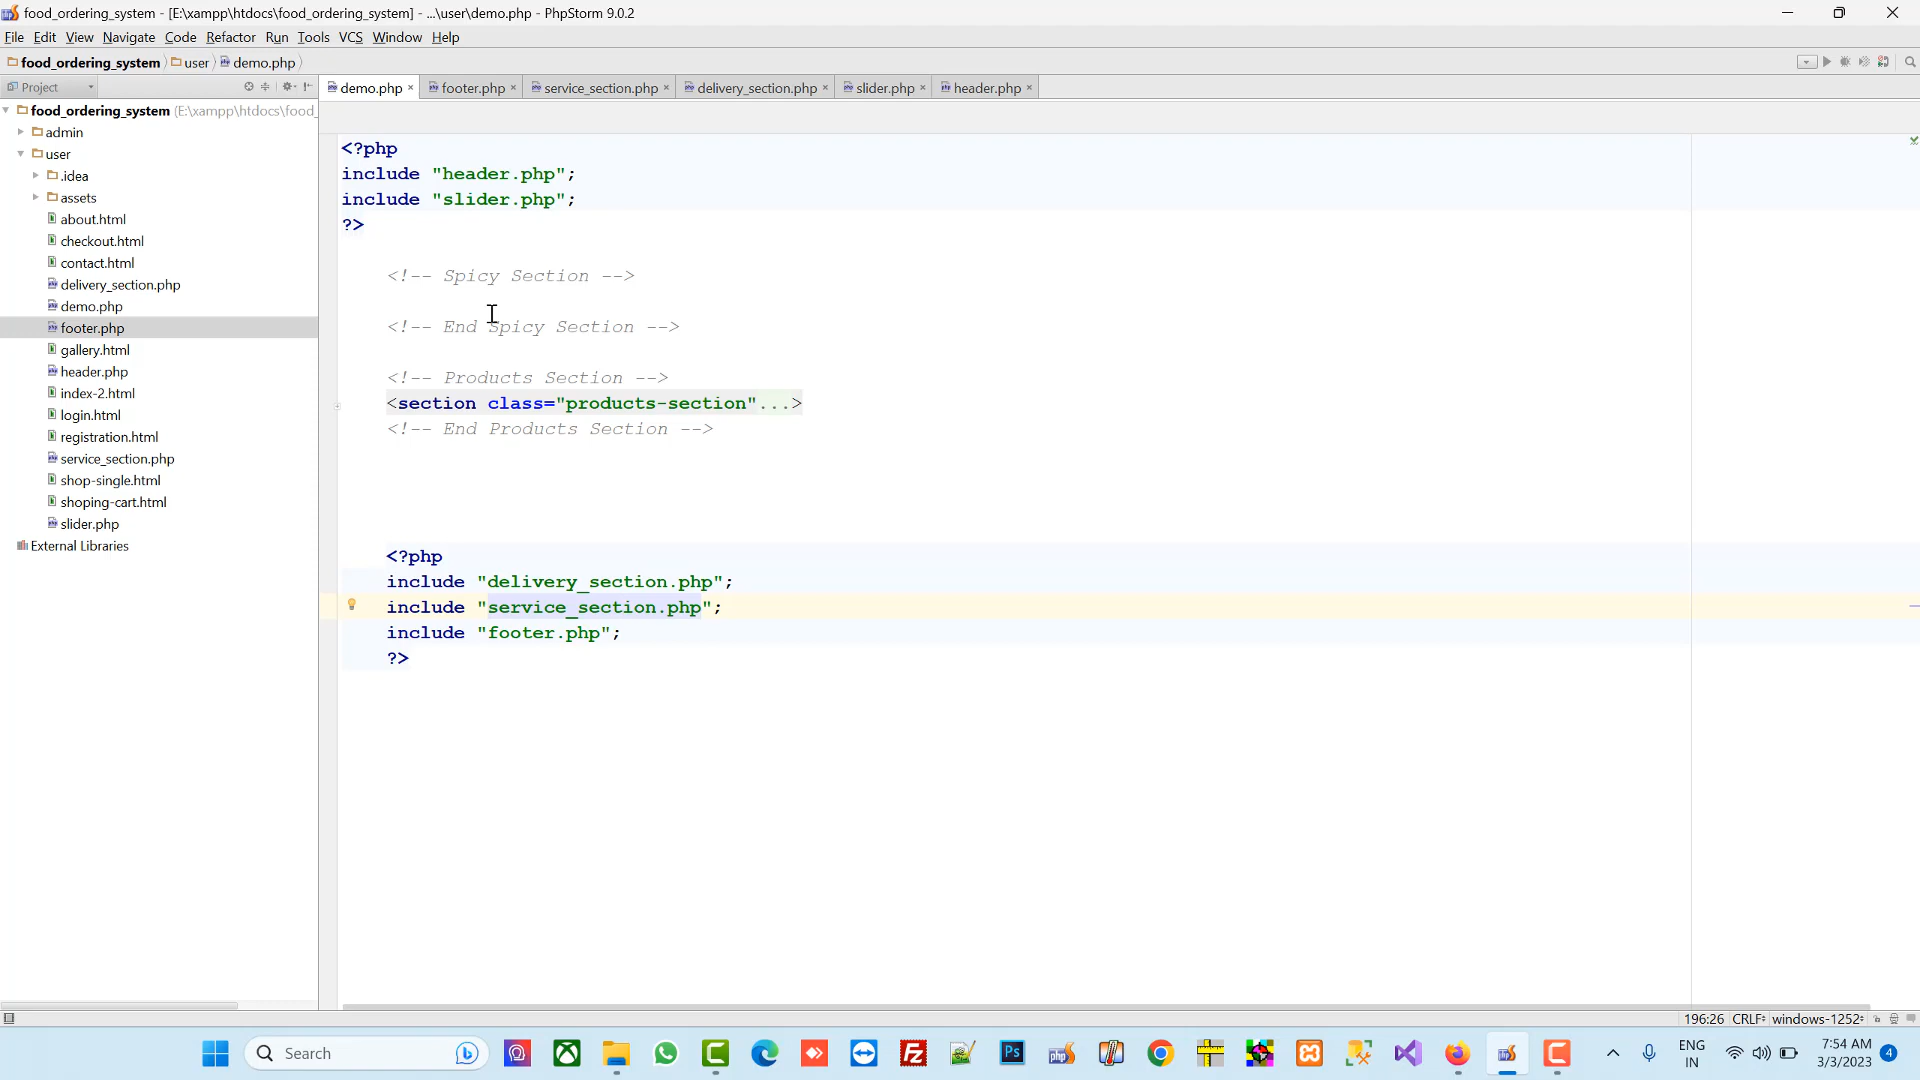 food_ordering_system - [E:\xampp\htdocs\food_ordering_system] - ...\user\demo.php - PhpStorm 9.0.2
File Edit View Navigate Code Refactor Run Tools VCS Window Help
food_ordering_system user demo.php
Project
demo.php footer.php service_section.php delivery_section.php slider.php header.php
food_ordering_system (E:\xampp\htdocs\food_
admin
user
.idea
assets
about.html
checkout.html
contact.html
delivery_section.php
demo.php
footer.php
gallery.html
header.php
index-2.html
login.html
registration.html
service_section.php
shop-single.html
shoping-cart.html
slider.php
External Libraries
<?php
include "header.php";
include "slider.php";
?>
<!-- Spicy Section -->
<!-- End Spicy Section -->
<!-- Products Section -->
<section class="products-section"...>
<!-- End Products Section -->
<?php
include "delivery_section.php";
include "service_section.php";
include "footer.php";
?>
196:26 CRLF windows-1252
Search
Ps
php
ENG
IN
7:54 AM
3/3/2023
4